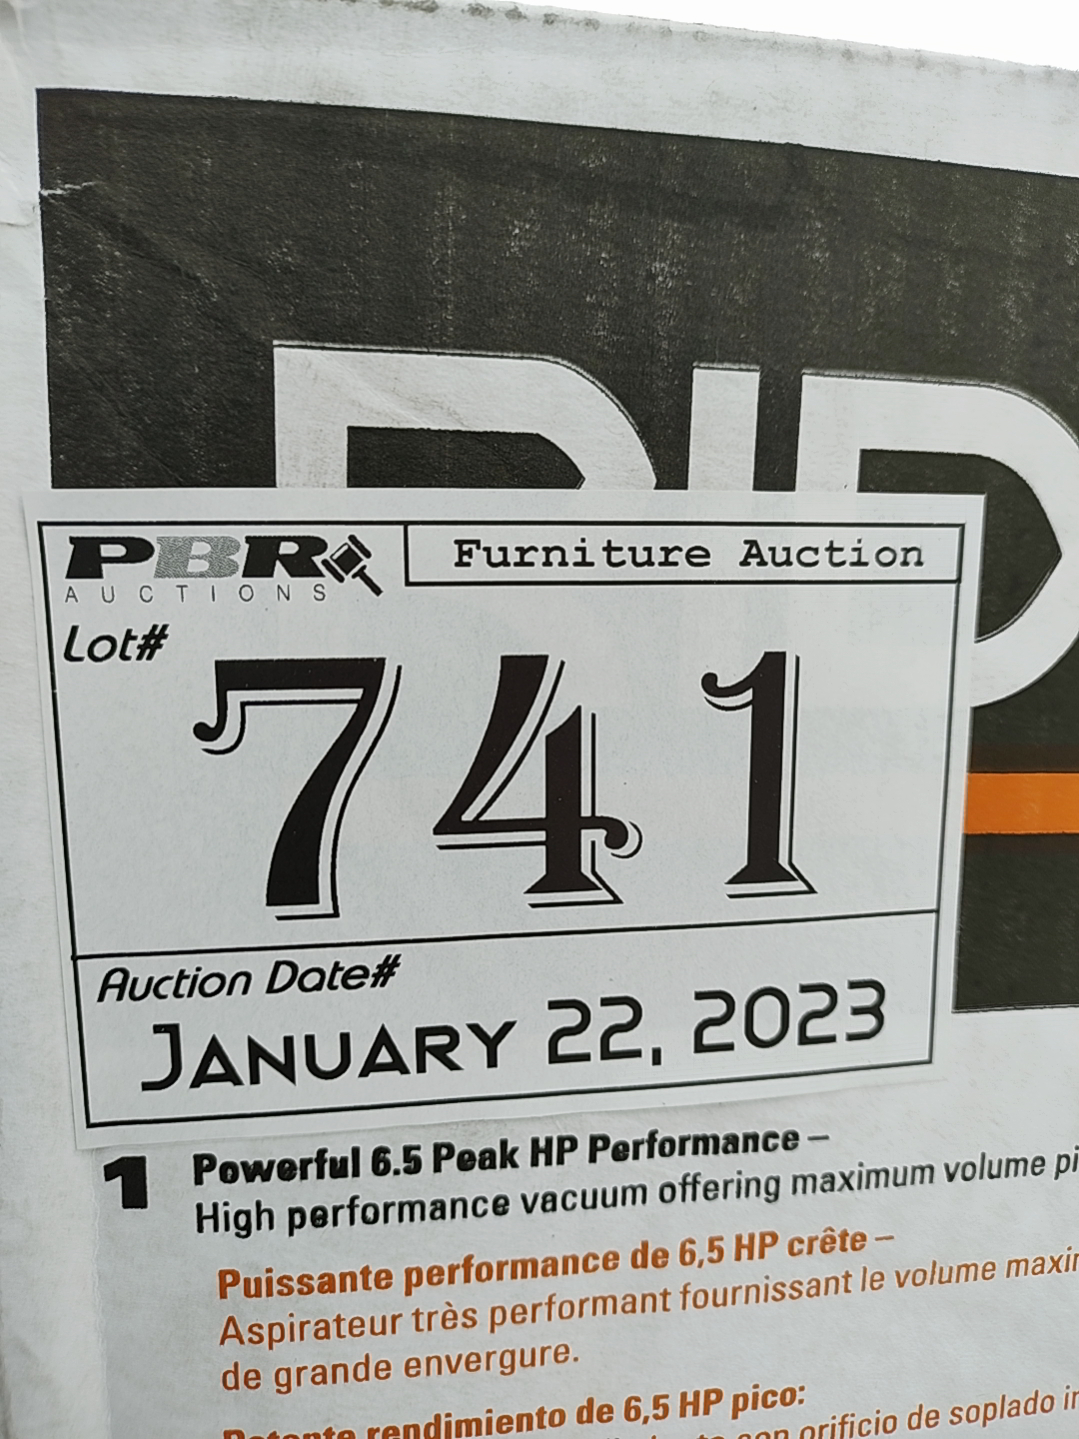 PBR
AUCTIONS
Furniture Auction
Lot#
741
Auction Date#
JANUARY 22, 2023
1 Powerful 6.5 Peak HP Performance –
High performance vacuum offering maximum volume
Puissante performance de 6,5 HP crête –
Aspirateur très performant fournissant le volume
de grande envergure.
rendimiento de 6,5 HP pico:
con orificio de soplado